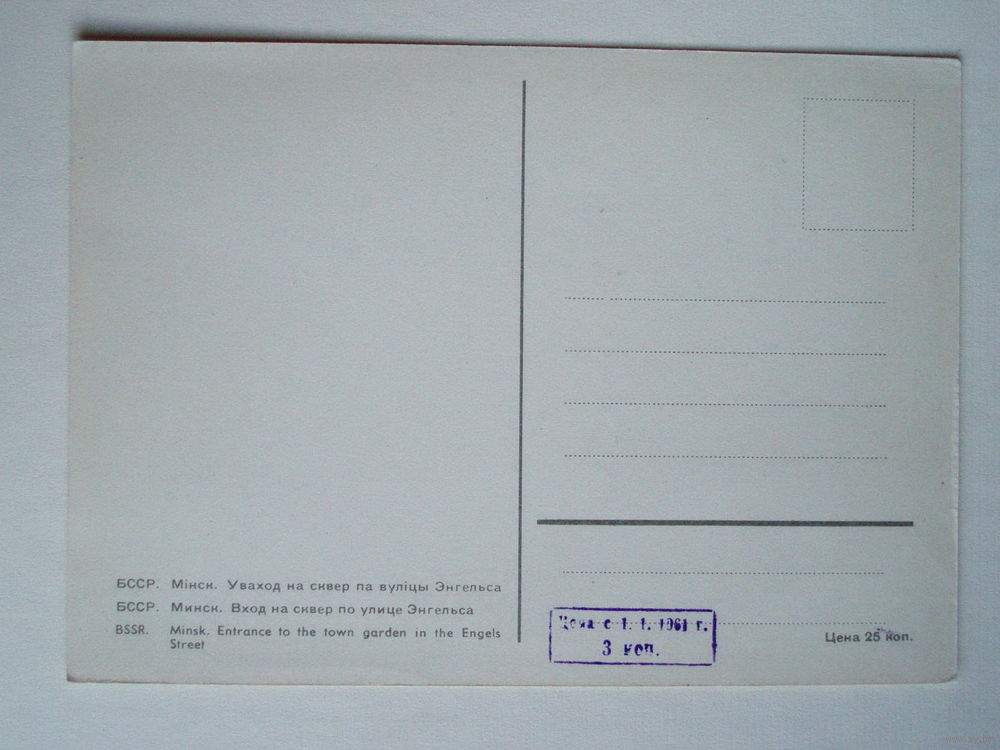 БССР. Мінск. Уваход на сквер па вуліцы Энгельса
БССР. Минск. Вход на сквер по улице Энгельса
BSSR. Minsk. Entrance to the town garden in the Engels
Street
Цена с 1. 1. 1961 г.
3 коп.
Цена 25 коп.